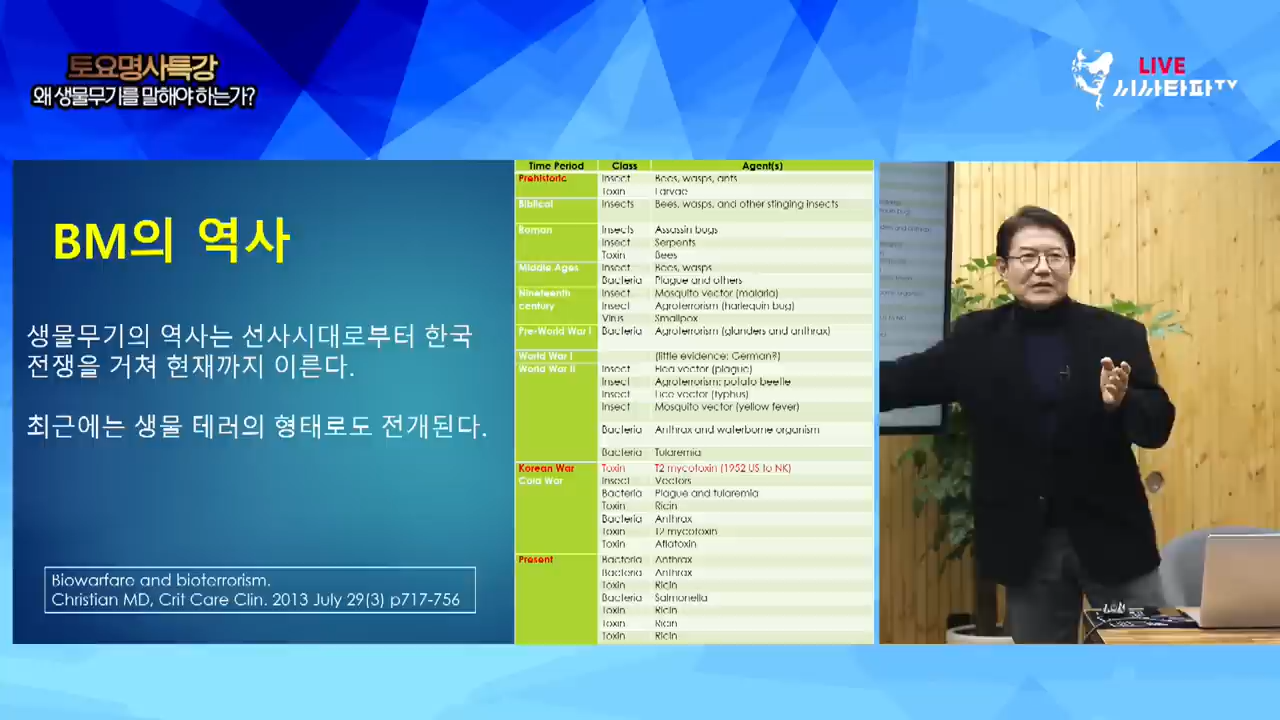 토요명사특강
왜 생물무기를 말해야 하는가?
LIVE
시사타파TV
BM의 역사
생물무기의 역사는 선사시대로부터 한국
전쟁을 거쳐 현재까지 이른다.
최근에는 생물 테러의 형태로도 전개된다.
Biowarfare and bioterrorism.
Christian MD, Crit Care Clin. 2013 July 29(3) p717-756
Time Period Class Agent(s)
Prehistoric Insect Bees, wasps, ants
Toxin Larvae
Biblical Insects Bees, wasps, and other stinging insects
Roman Insects Assassin bugs
Insect Serpents
Toxin Bees
Middle Ages Insect Bees, wasps
Bacteria Plague and others
Nineteenth Insect Mosquito vector (malaria)
century Insect Agroterrorism (harlequin bug)
Virus Smallpox
Pre-World War I Bacteria Agroterrorism (glanders and anthrax)
World War I (little evidence: German?)
World War II Insect Flea vector (plague)
Insect Agroterrorism: potato beetle
Insect Lice vector (typhus)
Insect Mosquito vector (yellow fever)
Bacteria Anthrax and waterborne organism
Bacteria Tularemia
Korean War Toxin T2 mycotoxin (1952 US to NK)
Cold War Insect Vectors
Bacteria Plague and tularemia
Toxin Ricin
Bacteria Anthrax
Toxin T2 mycotoxin
Toxin Aflatoxin
Present Bacteria Anthrax
Bacteria Anthrax
Toxin Ricin
Bacteria Salmonella
Toxin Ricin
Toxin Ricin
Toxin Ricin